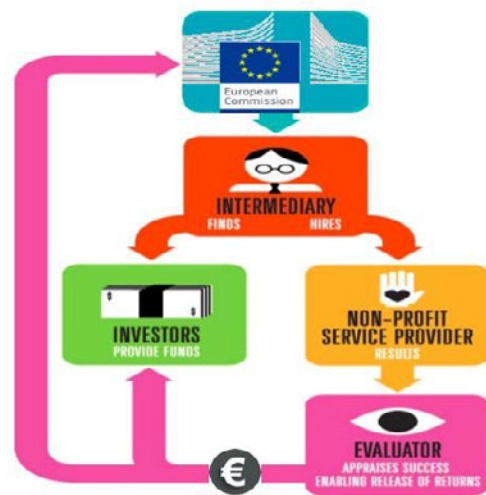 European
Commission
INTERMEDIARY
FINDS HIRES
$
$
INVESTORS
PROVIDE FUNDS
NON-PROFIT
SERVICE PROVIDER
RESULTS
EVALUATOR
APPRAISES SUCCESS
ENABLING RELEASE OF RETURNS
€